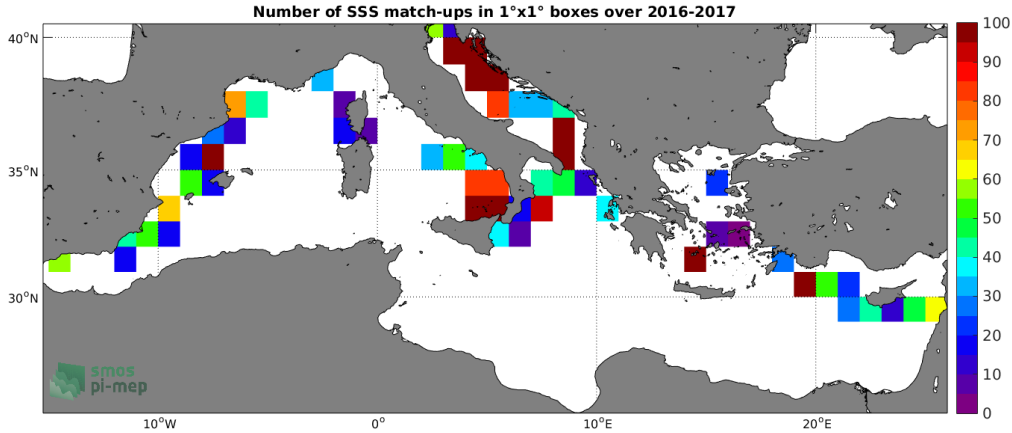 Number of SSS match-ups in 1°x1° boxes over 2016-2017
40°N
35°N
30°N
10°W
0°
10°E
20°E
100
90
80
70
60
50
40
30
20
10
0
smos
pi-mep